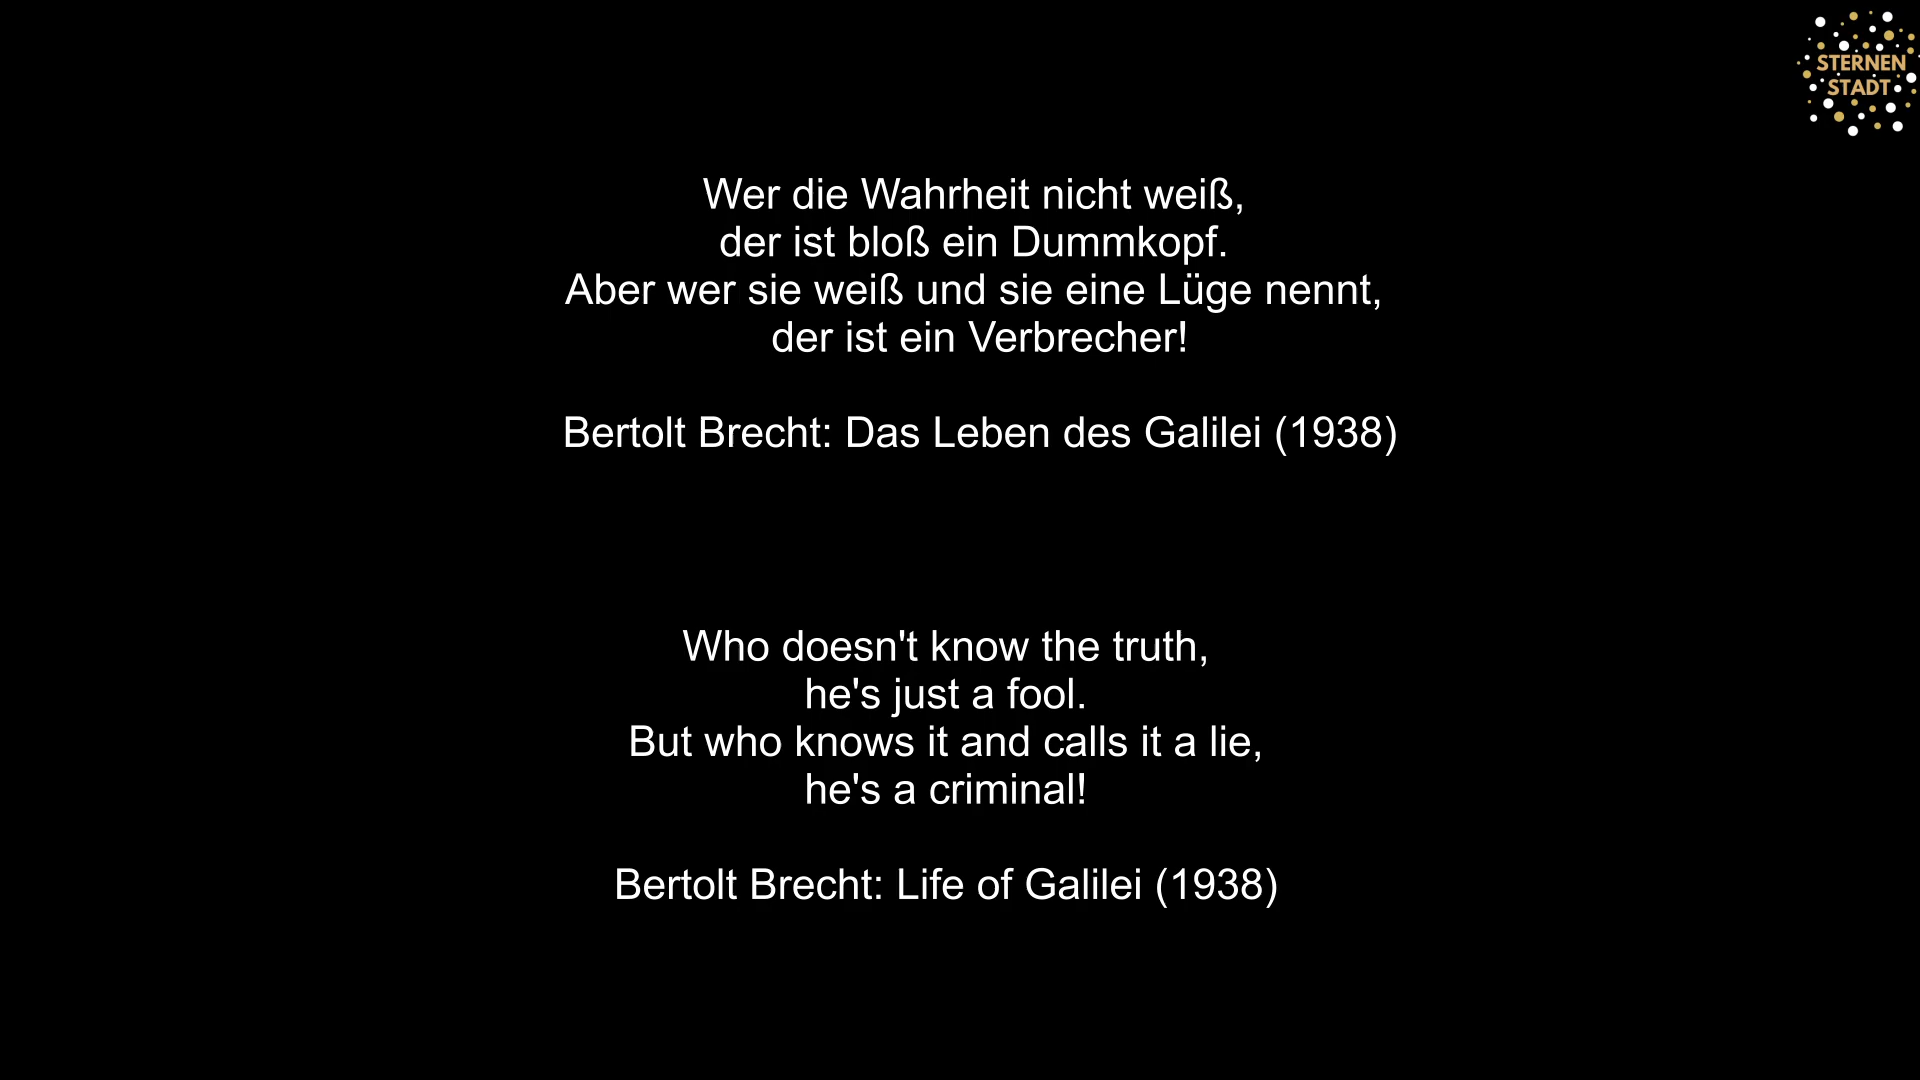 STERNEN
STADT
Wer die Wahrheit nicht weiß,
der ist bloß ein Dummkopf.
Aber wer sie weiß und sie eine Lüge nennt,
der ist ein Verbrecher!
Bertolt Brecht: Das Leben des Galilei (1938)
Who doesn't know the truth,
he's just a fool.
But who knows it and calls it a lie,
he's a criminal!
Bertolt Brecht: Life of Galilei (1938)